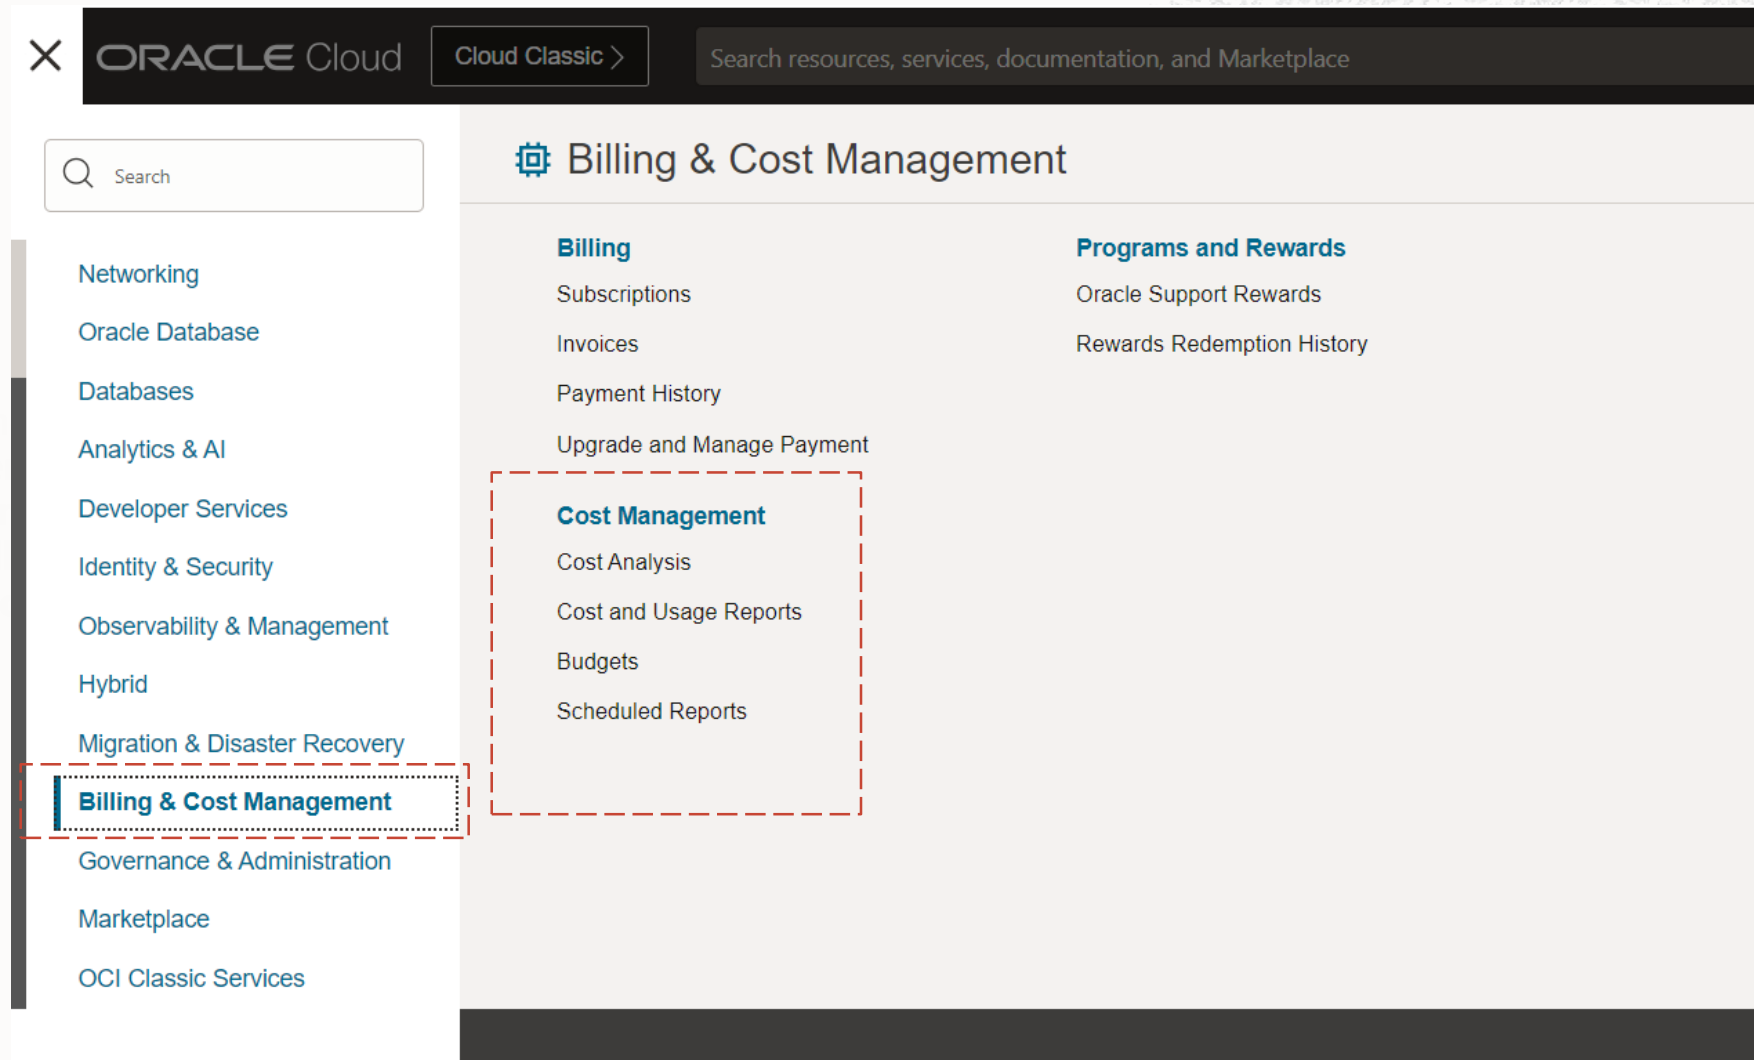 ORACLE Cloud
Cloud Classic >
Search resources, services, documentation, and Marketplace
Search
Networking
Oracle Database
Databases
Analytics & AI
Developer Services
Identity & Security
Observability & Management
Hybrid
Migration & Disaster Recovery
Billing & Cost Management
Governance & Administration
Marketplace
OCI Classic Services
Billing & Cost Management
Billing
Subscriptions
Invoices
Payment History
Upgrade and Manage Payment
Cost Management
Cost Analysis
Cost and Usage Reports
Budgets
Scheduled Reports
Programs and Rewards
Oracle Support Rewards
Rewards Redemption History